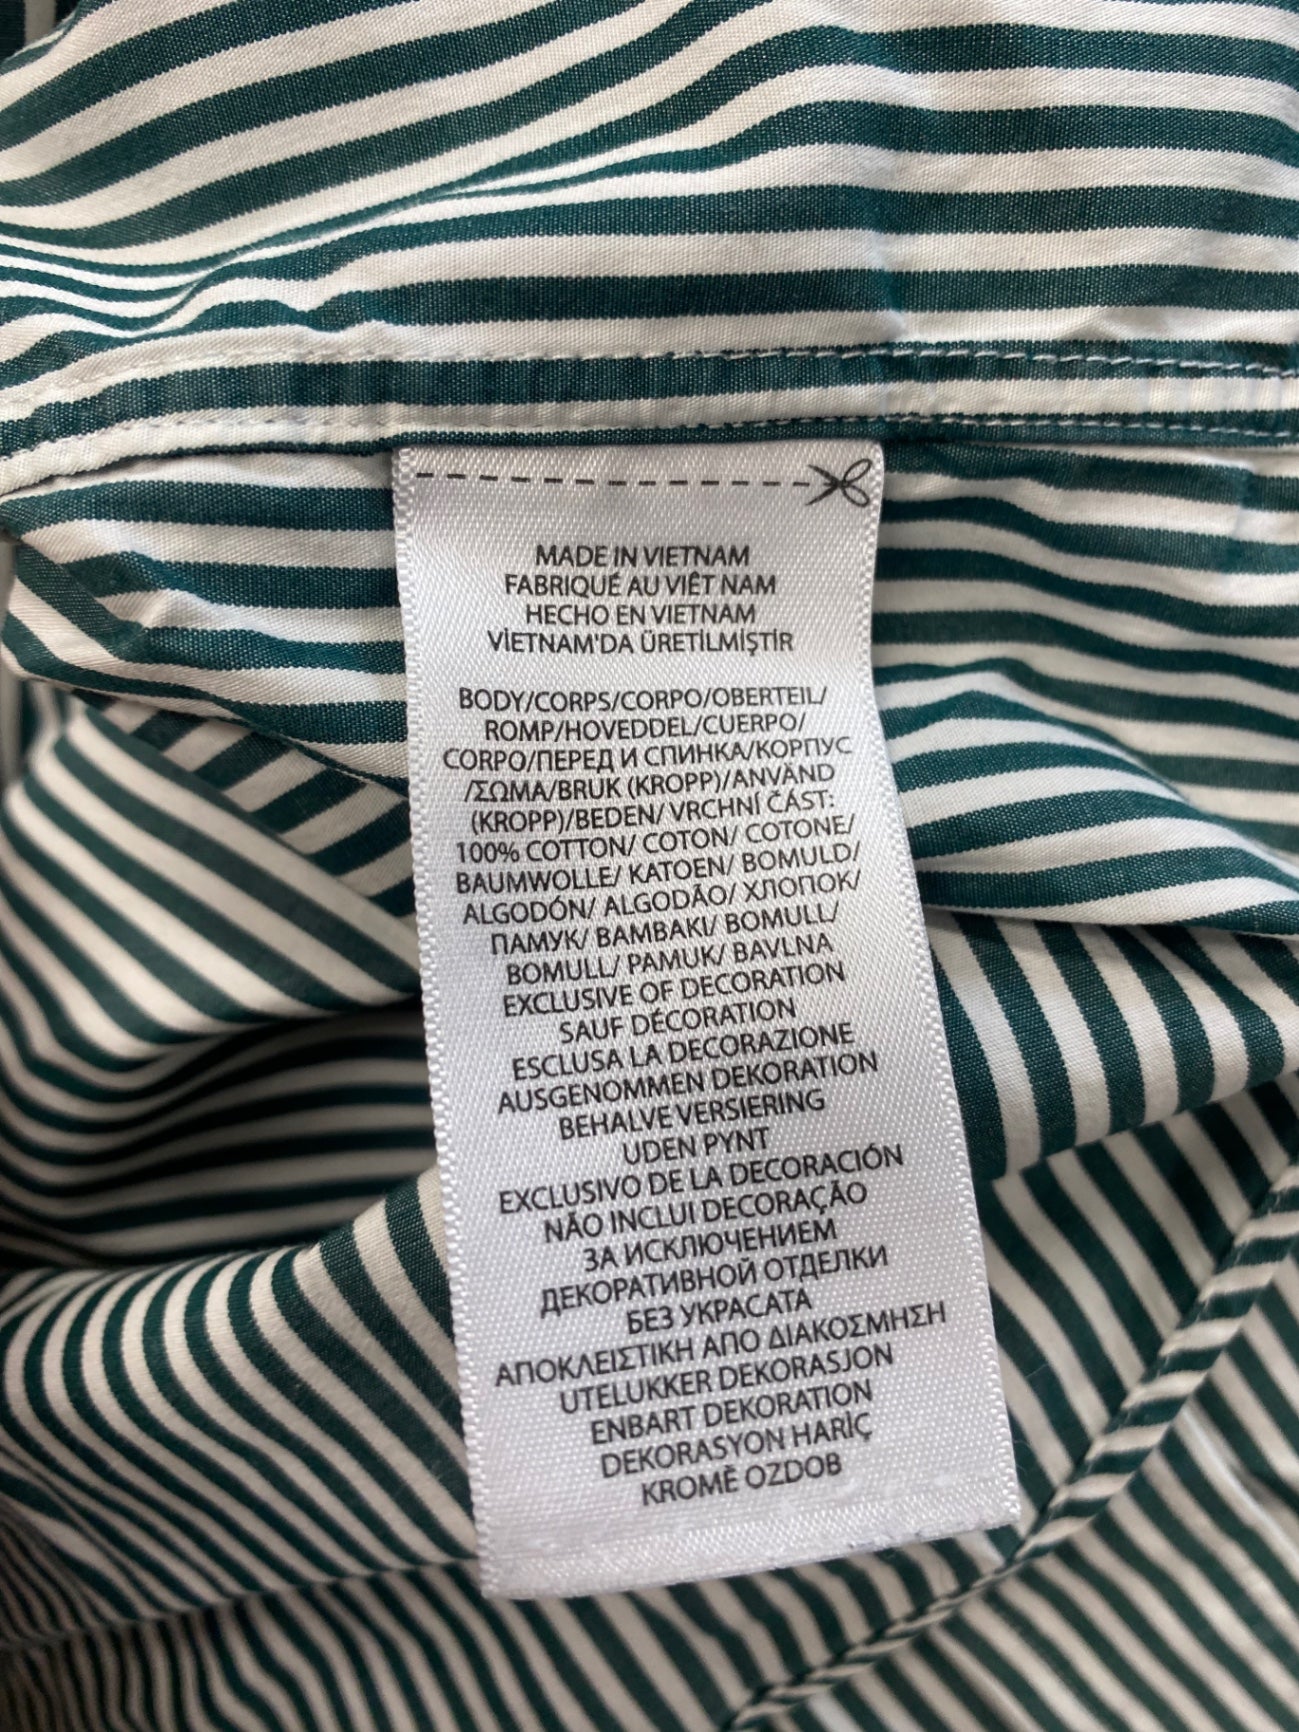 MADE IN VIETNAM
FABRIQUÉ AU VIÊT NAM
HECHO EN VIETNAM
VİETNAM'DA ÜRETİLMİŞTİR
BODY/CORPS/CORPO/OBERTEIL/
ROMP/HOVEDDEL/CUERPO/
CORPO/ПЕРЕД И СПИНКА/КОРПУС
/ΣΩΜΑ/BRUK (KROPP)/ANVÄND
(KROPP)/BEDEN/ VRCHNÍ ČÁST:
100% COTTON/ COTON/ COTONE/
BAUMWOLLE/ KATOEN/ BOMULD/
ALGODÓN/ ALGODÃO/ ХЛОПОК/
ПАМУК/ ΒΑΜΒΑΚΙ/ BOMULL/
BOMULL/ PAMUK/ BAVLNA
EXCLUSIVE OF DECORATION
SAUF DÉCORATION
ESCLUSA LA DECORAZIONE
AUSGENOMMEN DEKORATION
BEHALVE VERSIERING
UDEN PYNT
EXCLUSIVO DE LA DECORACIÓN
NÃO INCLUI DECORAÇÃO
ЗА ИСКЛЮЧЕНИЕМ
ДЕКОРАТИВНОЙ ОТДЕЛКИ
БЕЗ УКРАСАТА
ΑΠΟΚΛΕΙΣΤΙΚΗ ΑΠΟ ΔΙΑΚΟΣΜΗΣΗ
UTELUKKER DEKORASJON
ENBART DEKORATION
DEKORASYON HARİÇ
KROMĚ OZDOB